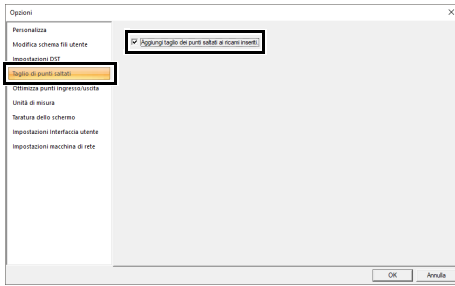 Opzioni
Personalizza
Modifica schema fili utente
Impostazioni DST
Taglio di punti saltati
Ottimizza punti ingresso/uscita
Unità di misura
Taratura dello schermo
Impostazioni Interfaccia utente
Impostazioni macchina di rete
Aggiungi taglio dei punti saltati ai ricami inseriti.
OK
Annulla